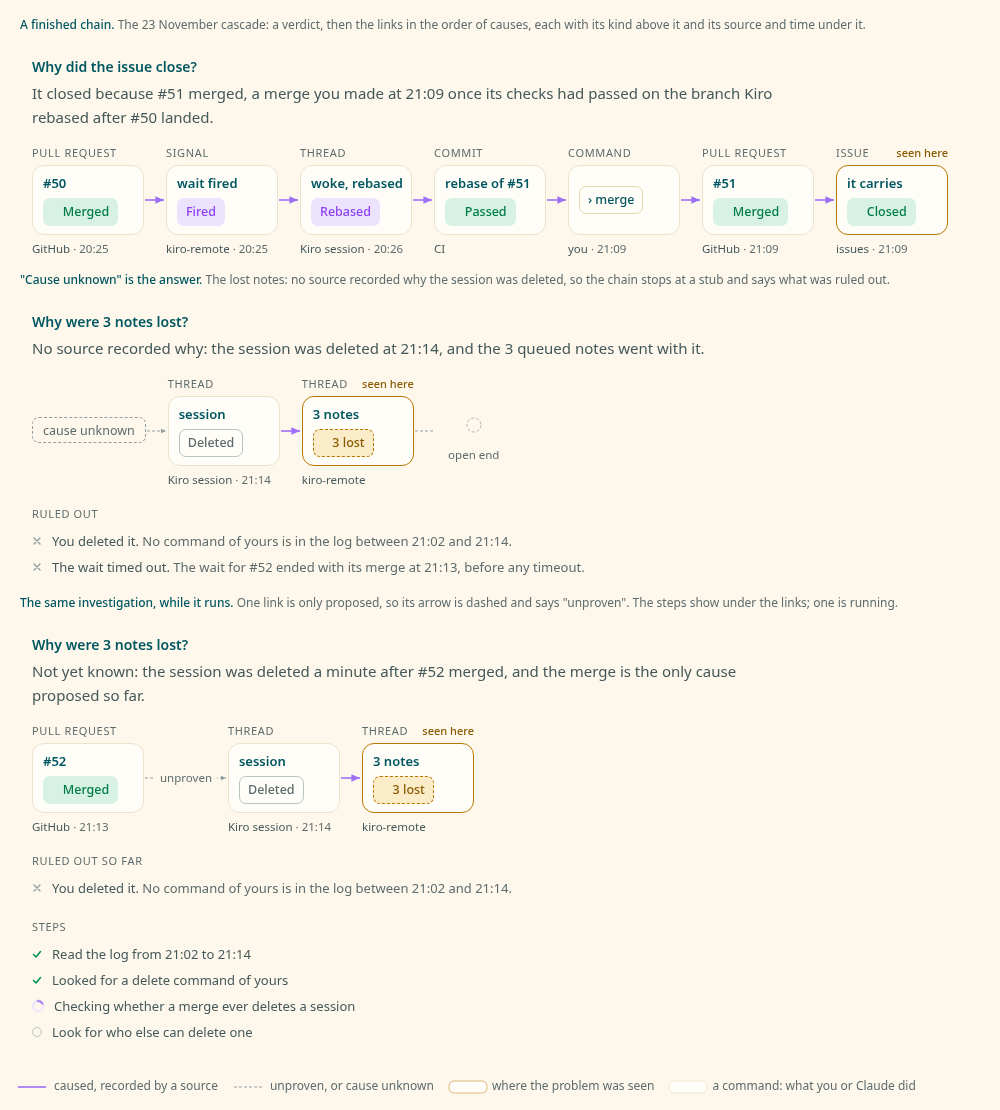 A finished chain. The 23 November cascade: a verdict, then the links in the order of causes, each with its kind above it and its source and time under it.
Why did the issue close?
It closed because #51 merged, a merge you made at 21:09 once its checks had passed on the branch Kiro
rebased after #50 landed.
PULL REQUEST SIGNAL THREAD COMMIT COMMAND PULL REQUEST ISSUE seen here
#50 wait fired woke, rebased rebase of #51 #51 it carries
Merged Fired Rebased Passed › merge Merged Closed
GitHub · 20:25 kiro-remote · 20:25 Kiro session · 20:26 CI you · 21:09 GitHub · 21:09 issues · 21:09
"Cause unknown" is the answer. The lost notes: no source recorded why the session was deleted, so the chain stops at a stub and says what was ruled out.
Why were 3 notes lost?
No source recorded why: the session was deleted at 21:14, and the 3 queued notes went with it.
THREAD THREAD seen here
session 3 notes
cause unknown Deleted 3 lost
open end
Kiro session · 21:14 kiro-remote
RULED OUT
You deleted it. No command of yours is in the log between 21:02 and 21:14.
The wait timed out. The wait for #52 ended with its merge at 21:13, before any timeout.
The same investigation, while it runs. One link is only proposed, so its arrow is dashed and says "unproven". The steps show under the links; one is running.
Why were 3 notes lost?
Not yet known: the session was deleted a minute after #52 merged, and the merge is the only cause
proposed so far.
PULL REQUEST THREAD THREAD seen here
#52 session 3 notes
Merged unproven Deleted 3 lost
GitHub · 21:13 Kiro session · 21:14 kiro-remote
RULED OUT SO FAR
You deleted it. No command of yours is in the log between 21:02 and 21:14.
STEPS
Read the log from 21:02 to 21:14
Looked for a delete command of yours
Checking whether a merge ever deletes a session
Look for who else can delete one
caused, recorded by a source unproven, or cause unknown where the problem was seen a command: what you or Claude did